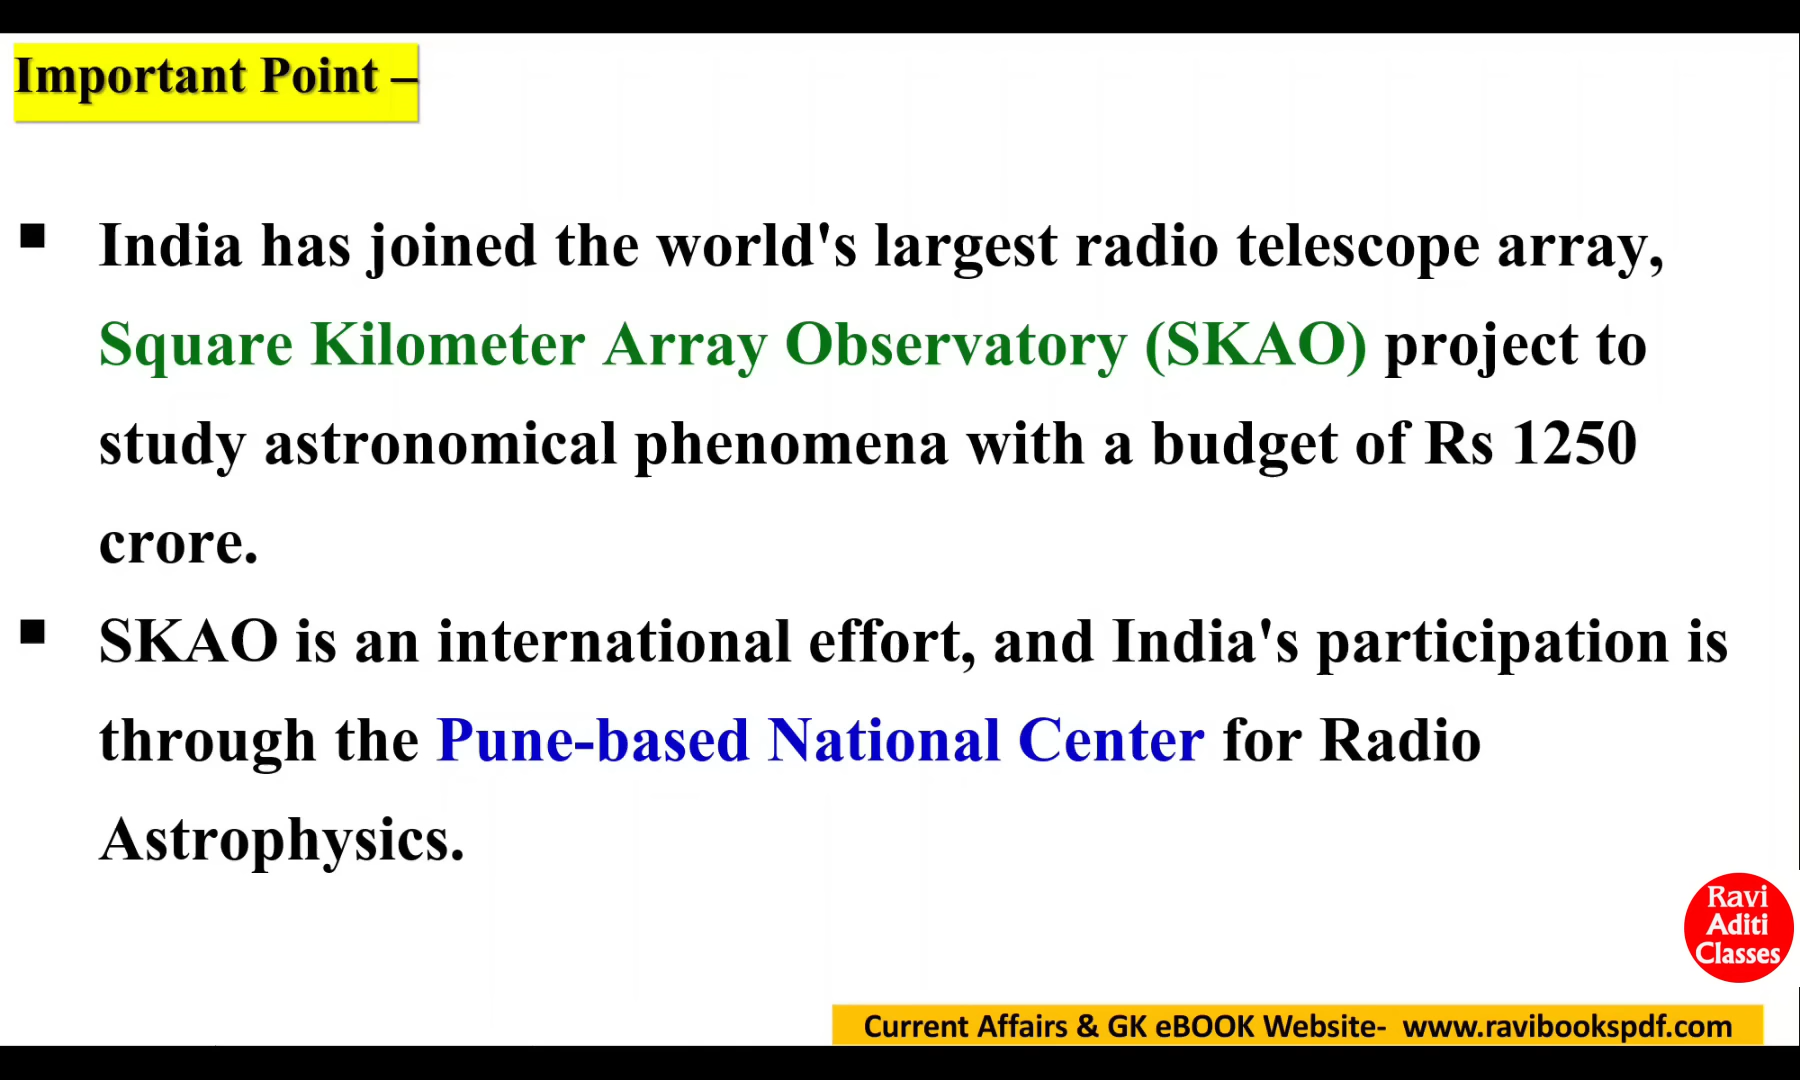 Important Point –
▪ India has joined the world's largest radio telescope array,
Square Kilometer Array Observatory (SKAO) project to
study astronomical phenomena with a budget of Rs 1250
crore.
▪ SKAO is an international effort, and India's participation is
through the Pune-based National Center for Radio
Astrophysics.
Ravi
Aditi
Classes
Current Affairs & GK eBOOK Website- www.ravibookspdf.com